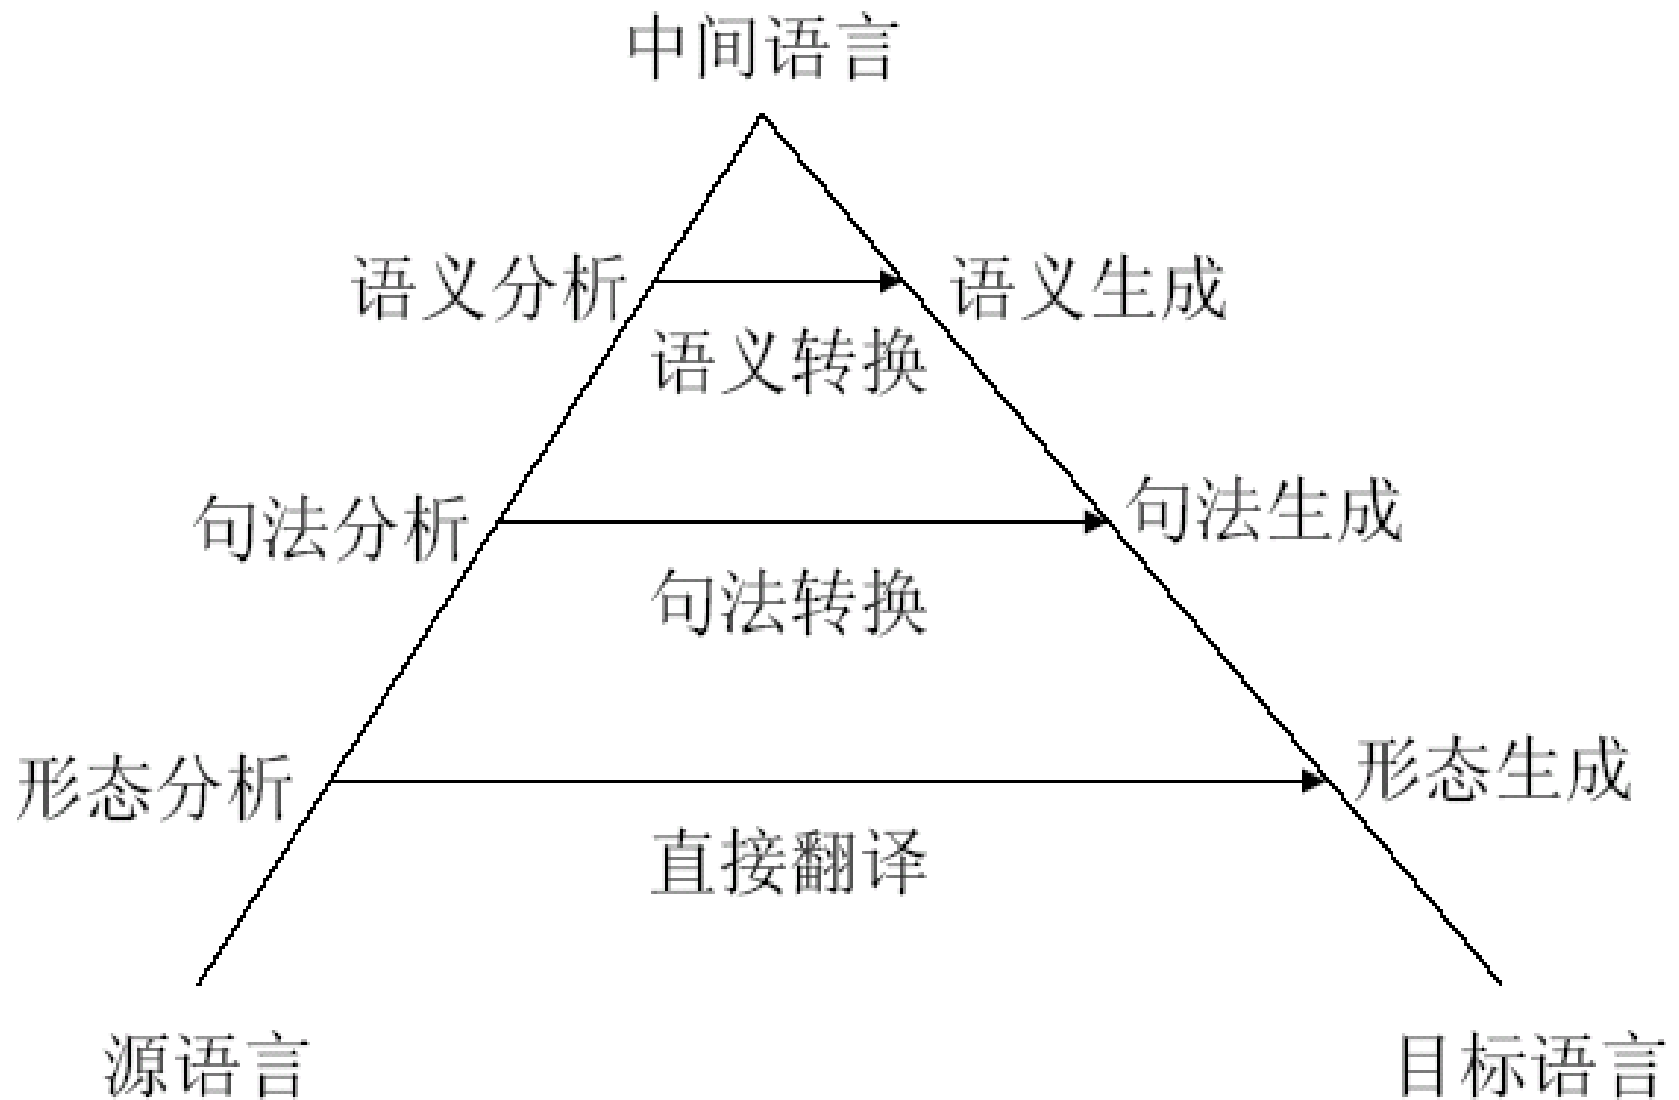 中间语言
语义分析
语义生成
语义转换
句法分析
句法生成
句法转换
形态分析
形态生成
直接翻译
源语言
目标语言